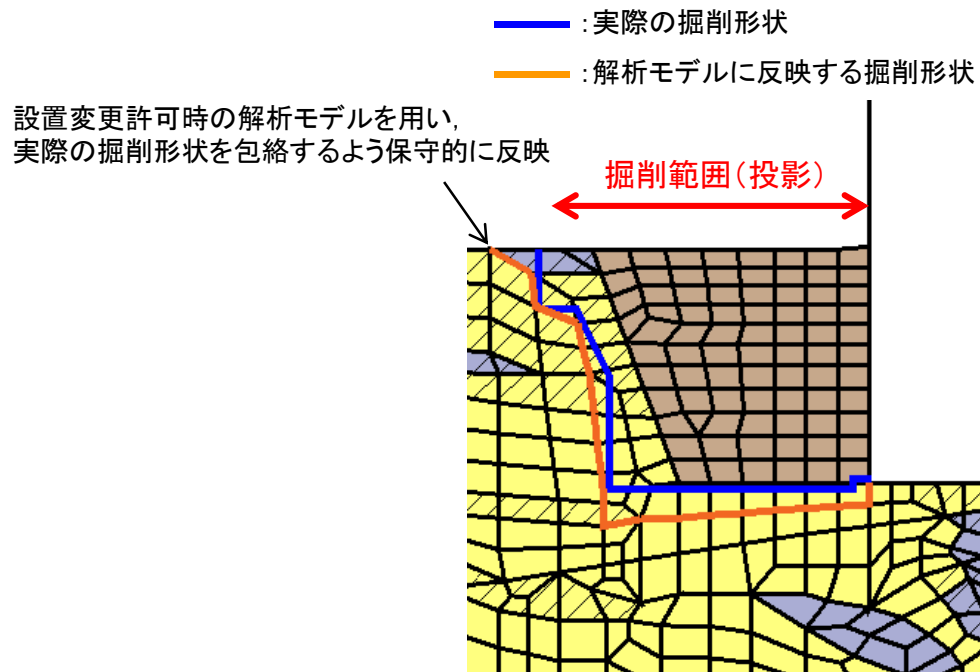 ：実際の掘削形状
：解析モデルに反映する掘削形状
設置変更許可時の解析モデルを用い，
実際の掘削形状を包絡するよう保守的に反映
掘削範囲（投影）